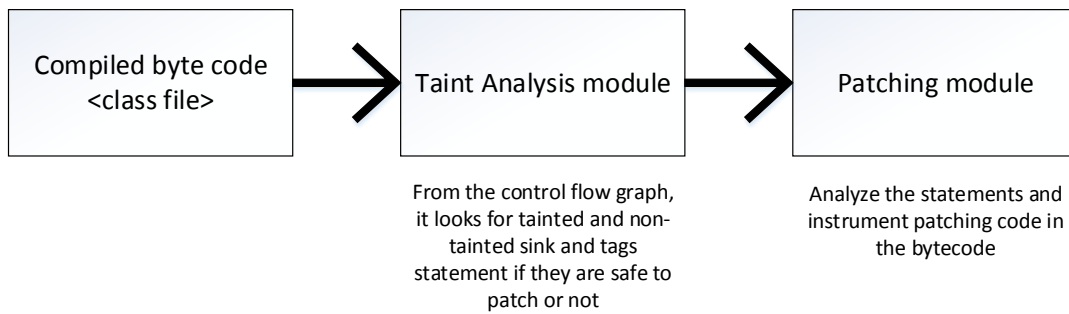 Compiled byte code
<class file>
Taint Analysis module
Patching module
From the control flow graph,
it looks for tainted and non-
tainted sink and tags
statement if they are safe to
patch or not
Analyze the statements and
instrument patching code in
the bytecode